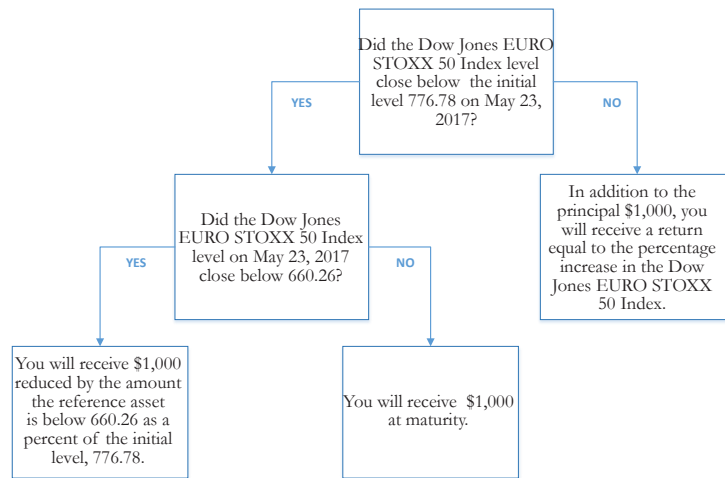 Did the Dow Jones EURO
STOXX 50 Index level
close below the initial
level 776.78 on May 23,
2017?
YES
NO
Did the Dow Jones
EURO STOXX 50 Index
level on May 23, 2017
close below 660.26?
In addition to the
principal $1,000, you
will receive a return
equal to the percentage
increase in the Dow
Jones EURO STOXX
50 Index.
YES
NO
You will receive $1,000
reduced by the amount
the reference asset
is below 660.26 as a
percent of the initial
level, 776.78.
You will receive $1,000
at maturity.